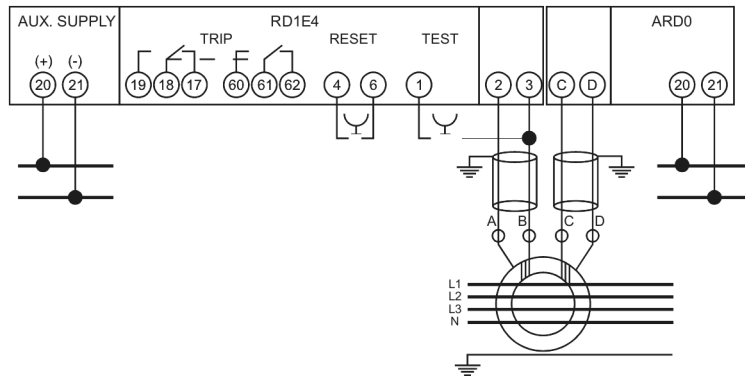 AUX. SUPPLY RD1E4 ARD0
TRIP RESET TEST
(+) (-)
20 21 19 18 17 60 61 62 4 6 1 2 3 C D 20 21
A B C D
L1
L2
L3
N